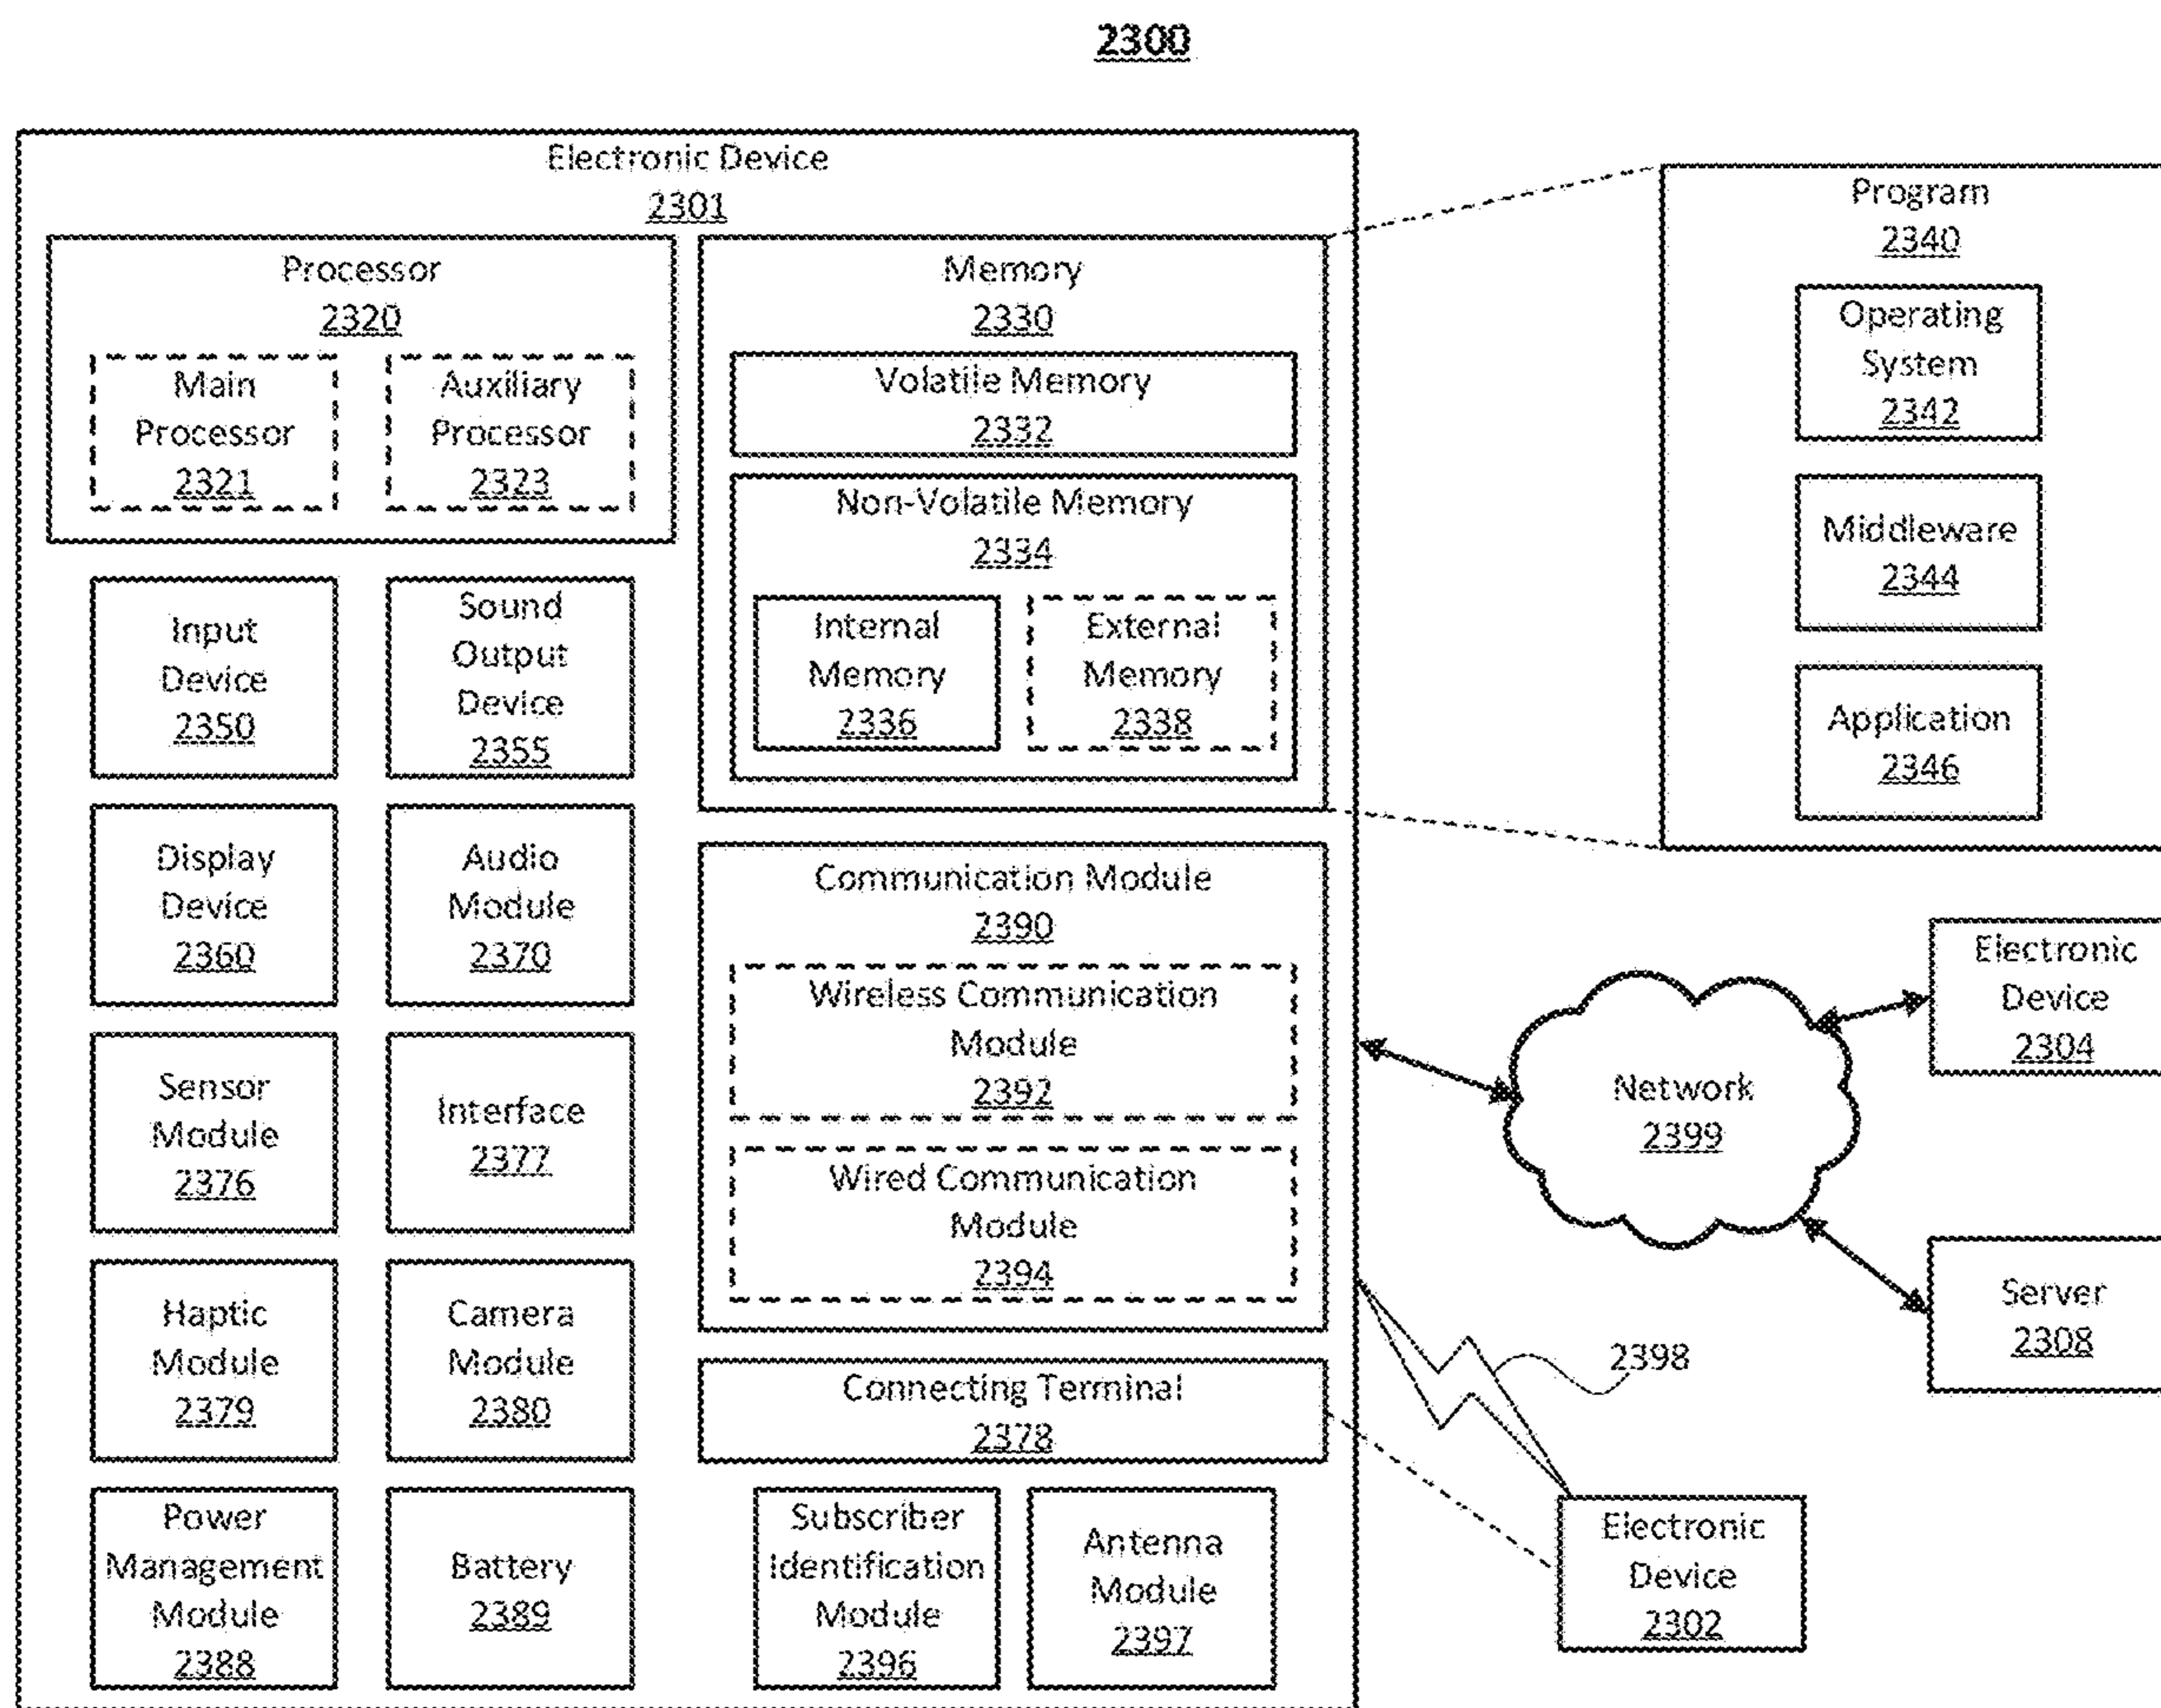 2300
Electronic Device
2301
Processor
2320
Main
Processor
2321
Auxiliary
Processor
2323
Input
Device
2350
Sound
Output
Device
2355
Display
Device
2360
Audio
Module
2370
Sensor
Module
2376
Interface
2377
Haptic
Module
2379
Camera
Module
2380
Power
Management
Module
2388
Battery
2389
Memory
2330
Volatile Memory
2332
Non-Volatile Memory
2334
Internal
Memory
2336
External
Memory
2338
Communication Module
2390
Wireless Communication
Module
2392
Wired Communication
Module
2394
Connecting Terminal
2378
Subscriber
Identification
Module
2396
Antenna
Module
2397
Program
2340
Operating
System
2342
Middleware
2344
Application
2346
Network
2399
Electronic
Device
2304
Server
2308
2398
Electronic
Device
2302